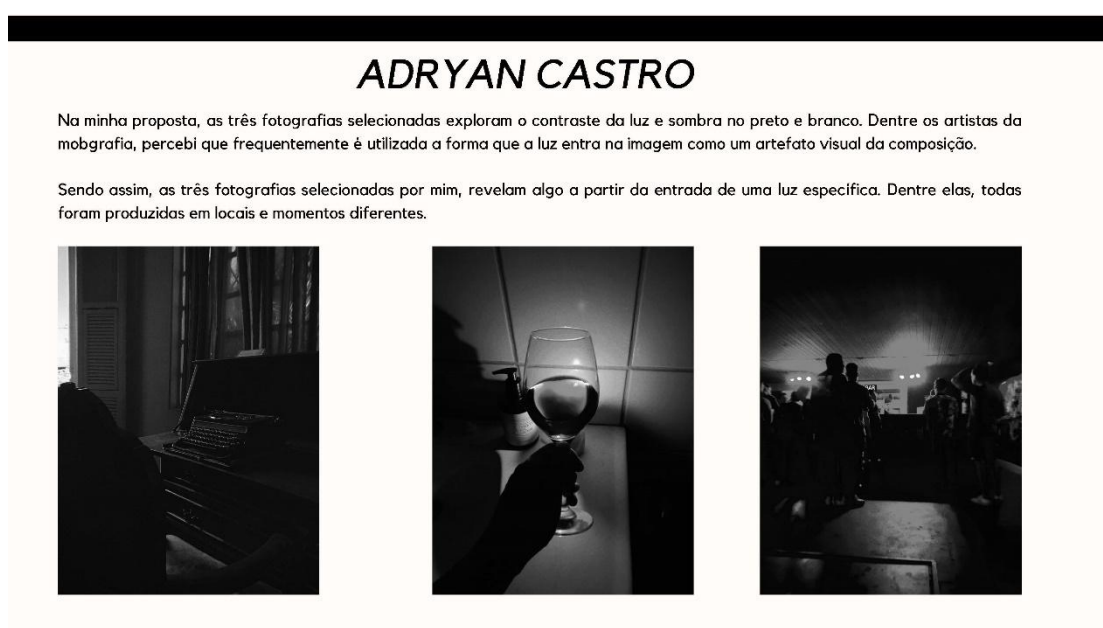 ADRYAN CASTRO
Na minha proposta, as três fotografias selecionadas exploram o contraste da luz e sombra no preto e branco. Dentre os artistas da
mobgrafia, percebi que frequentemente é utilizada a forma que a luz entra na imagem como um artefato visual da composição.
Sendo assim, as três fotografias selecionadas por mim, revelam algo a partir da entrada de uma luz especifica. Dentre elas, todas
foram produzidas em locais e momentos diferentes.
BAR